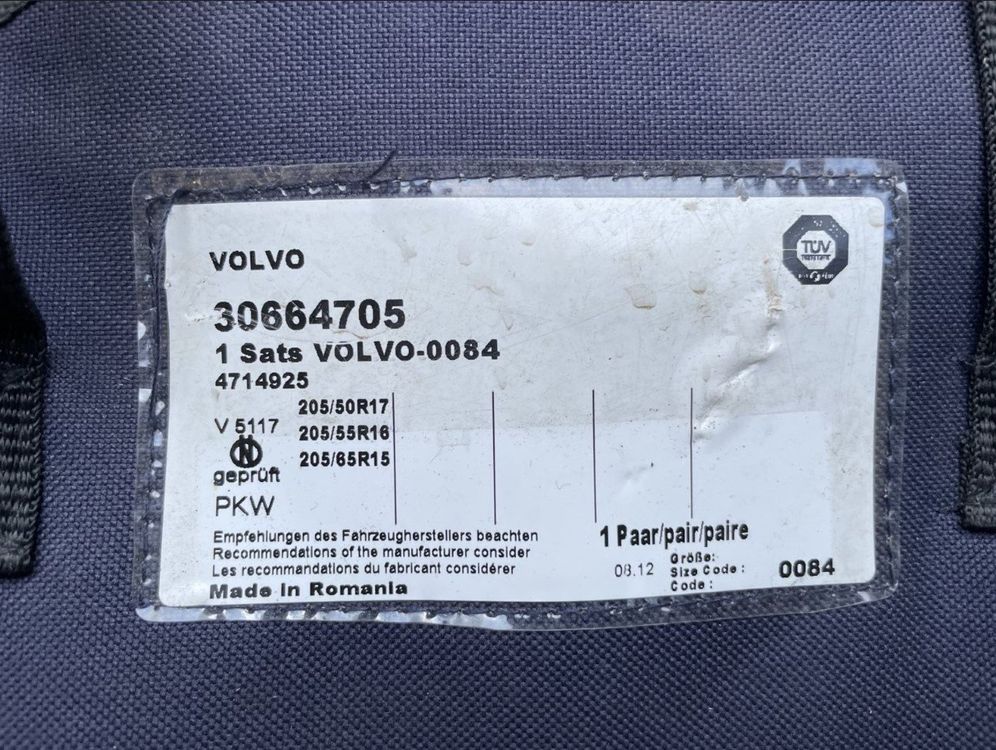 VOLVO
TÜV
30664705
1 Sats VOLVO-0084
4714925
205/50R17
V 5117
205/55R16
N
205/65R15
geprüft
PKW
Empfehlungen des Fahrzeugherstellers beachten
Recommendations of the manufacturer consider
Les recommandations du fabricant considérer
Made in Romania
1 Paar/pair/paire
Größe:
08.12 Size Code :
Code :
0084